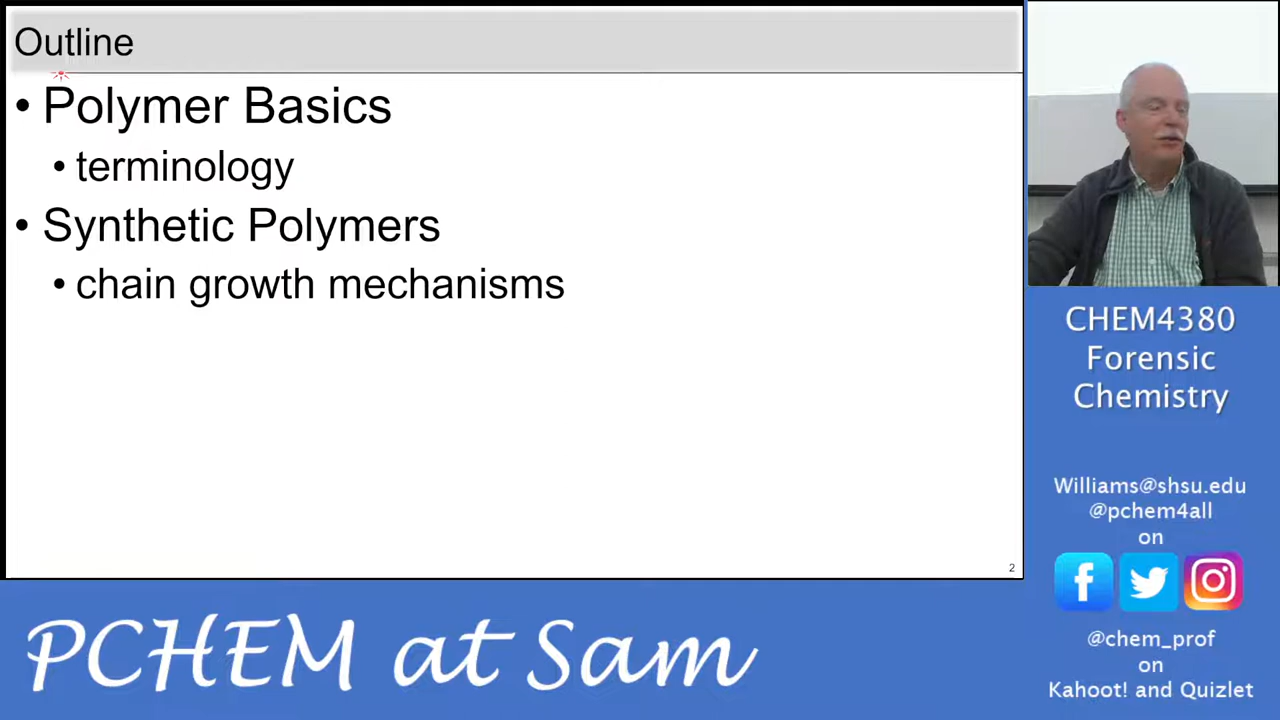 Outline
• Polymer Basics
• terminology
• Synthetic Polymers
• chain growth mechanisms
2
CHEM4380
Forensic
Chemistry
Williams@shsu.edu
@pchem4all
on
@chem_prof
on
Kahoot! and Quizlet
PCHEM at Sam